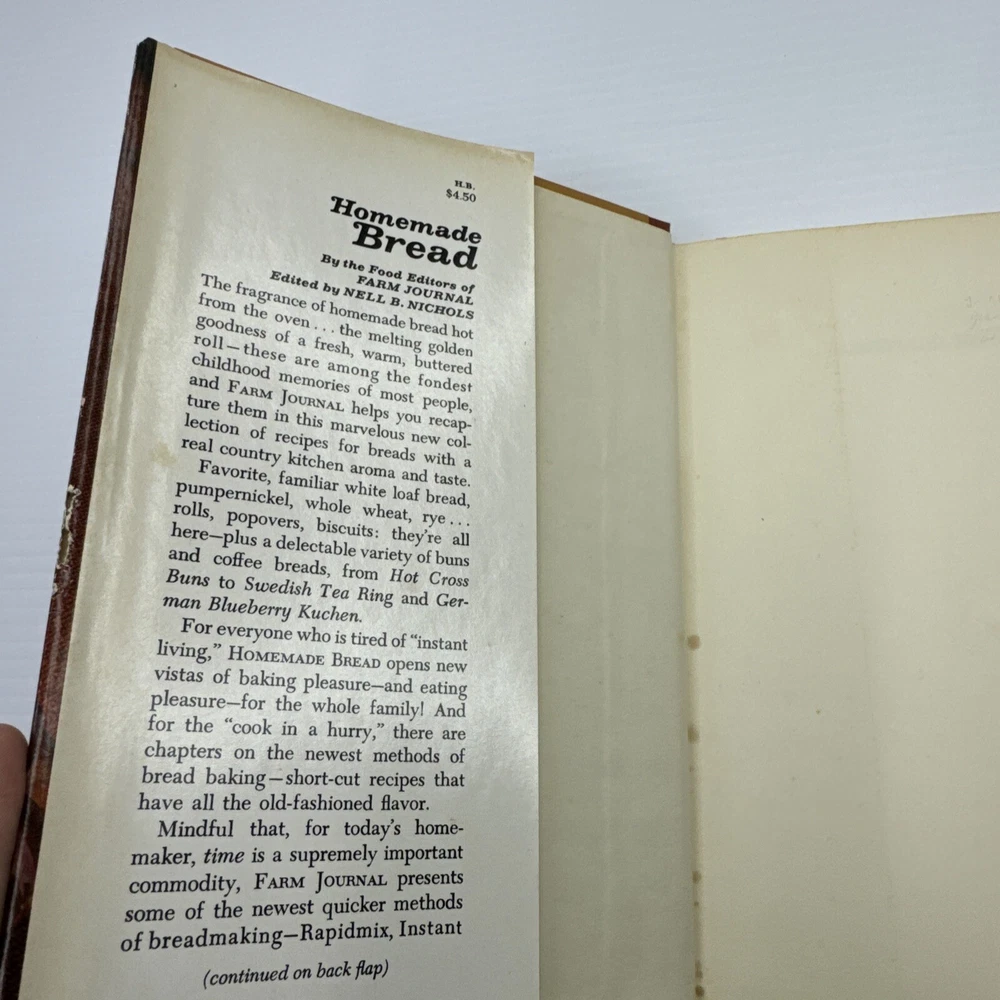 H.B.
$4.50
Homemade
Bread
By the Food Editors of
FARM JOURNAL
Edited by NELL B. NICHOLS
The fragrance of homemade bread hot
from the oven . . . the melting golden
goodness of a fresh, warm, buttered
roll—these are among the fondest
childhood memories of most people,
and FARM JOURNAL helps you recap-
ture them in this marvelous new col-
lection of recipes for breads with a
real country kitchen aroma and taste.
Favorite, familiar white loaf bread,
pumpernickel, whole wheat, rye . . .
rolls, popovers, biscuits: they're all
here—plus a delectable variety of buns
and coffee breads, from Hot Cross
Buns to Swedish Tea Ring and Ger-
man Blueberry Kuchen.
For everyone who is tired of "instant
living," HOMEMADE BREAD opens new
vistas of baking pleasure—and eating
pleasure—for the whole family! And
for the "cook in a hurry," there are
chapters on the newest methods of
bread baking—short-cut recipes that
have all the old-fashioned flavor.
Mindful that, for today's home-
maker, time is a supremely important
commodity, FARM JOURNAL presents
some of the newest quicker methods
of breadmaking—Rapidmix, Instant
(continued on back flap)